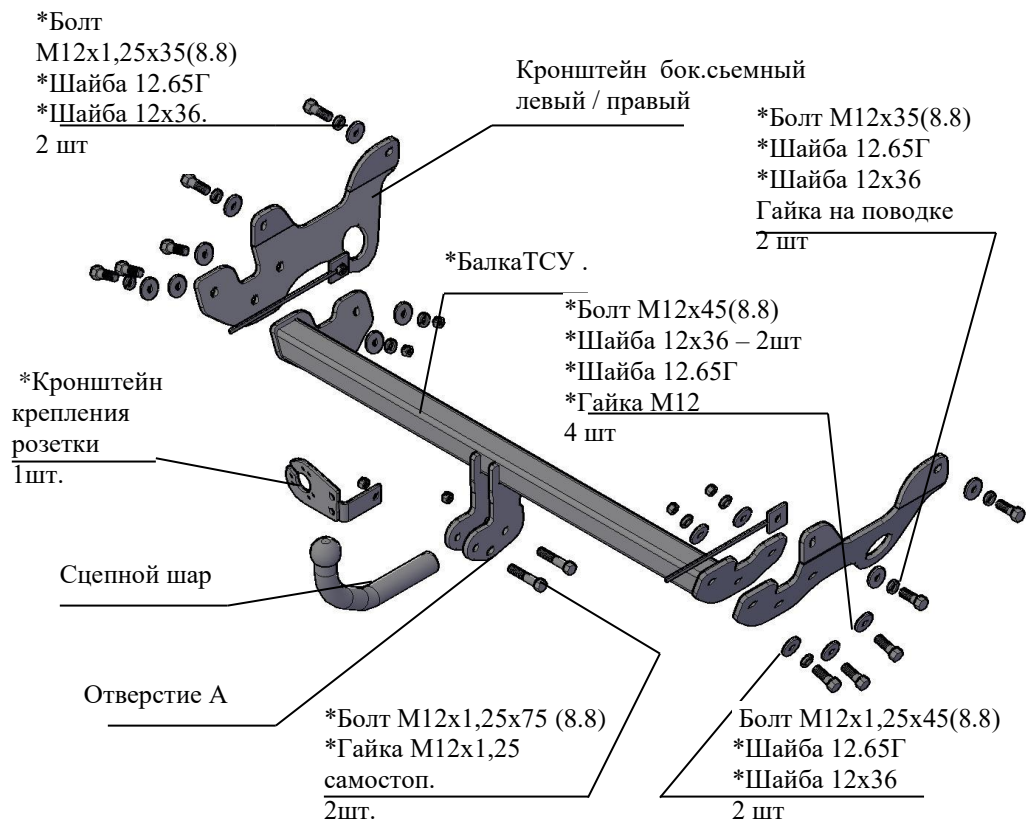 *Болт
М12х1,25х35(8.8)
*Шайба 12.65Г
*Шайба 12х36.
2 шт
Кронштейн бок.сьемный
левый / правый
*Болт М12х35(8.8)
*Шайба 12.65Г
*Шайба 12х36
Гайка на поводке
2 шт
*БалкаТСУ .
*Болт М12х45(8.8)
*Шайба 12х36 – 2шт
*Шайба 12.65Г
*Гайка М12
4 шт
*Кронштейн
крепления
розетки
1шт.
Сцепной шар
Отверстие А
*Болт М12х1,25х75 (8.8)
*Гайка М12х1,25
самостоп.
2шт.
Болт М12х1,25х45(8.8)
*Шайба 12.65Г
*Шайба 12х36
2 шт